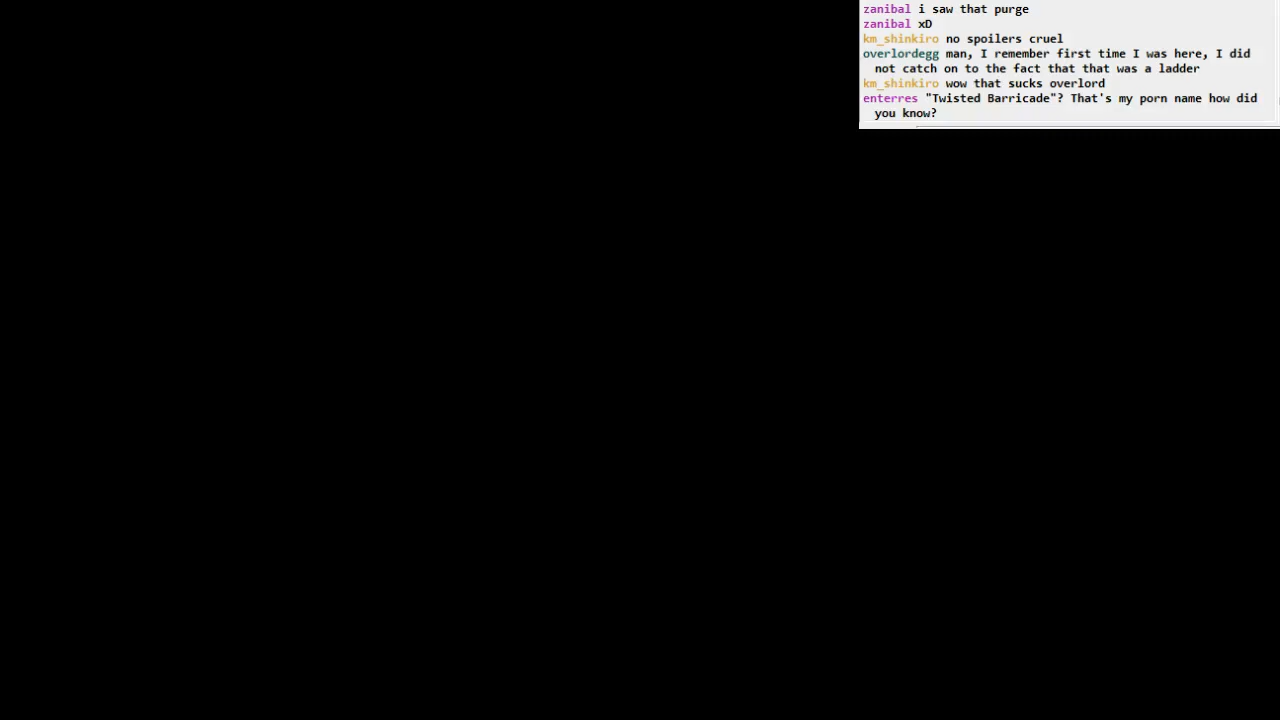 zanibal i saw that purge
zanibal xD
km_shinkiro no spoilers cruel
overlordegg man, I remember first time I was here, I did
not catch on to the fact that that was a ladder
km_shinkiro wow that sucks overlord
enterres "Twisted Barricade"? That's my porn name how did
you know?